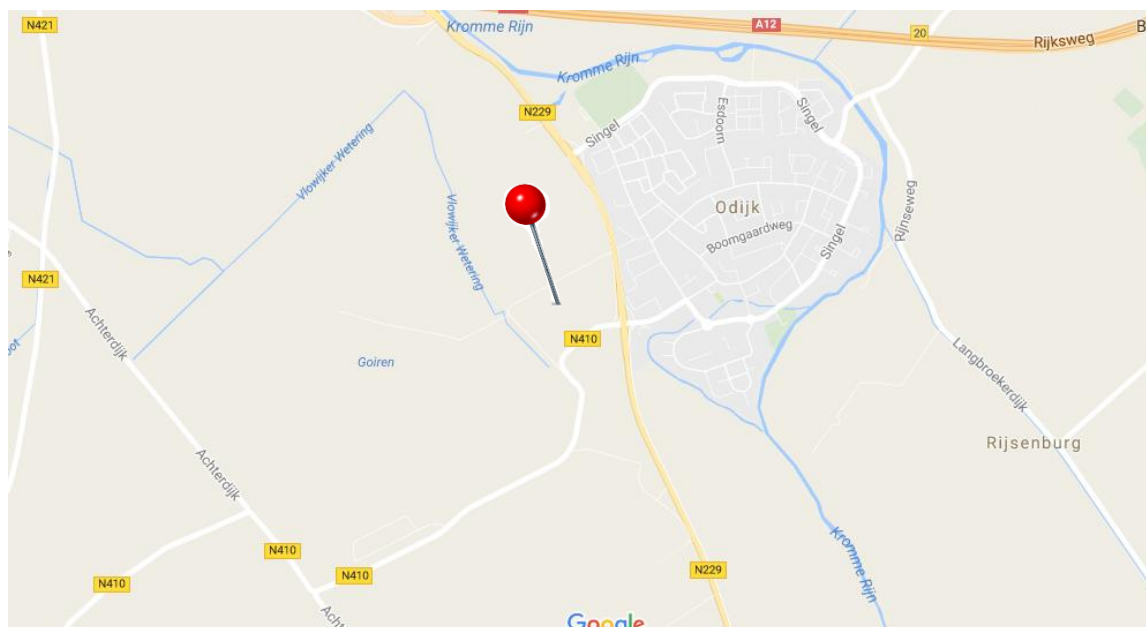 N421
Kromme Rijn
A12
20
Rijksweg
B
Kromme Rijn
N229
Singel
Esdoorn
Singel
Vlowijker Wetering
Vlowijker Wetering
Odijk
Boomgaardweg
Singel
Rijnseweg
N421
Achterdijk
N410
Goiren
Langbroekerdijk
Rijsenburg
Achterdijk
N410
N410
N410
N229
Kromme Rijn
Achterdijk
Google